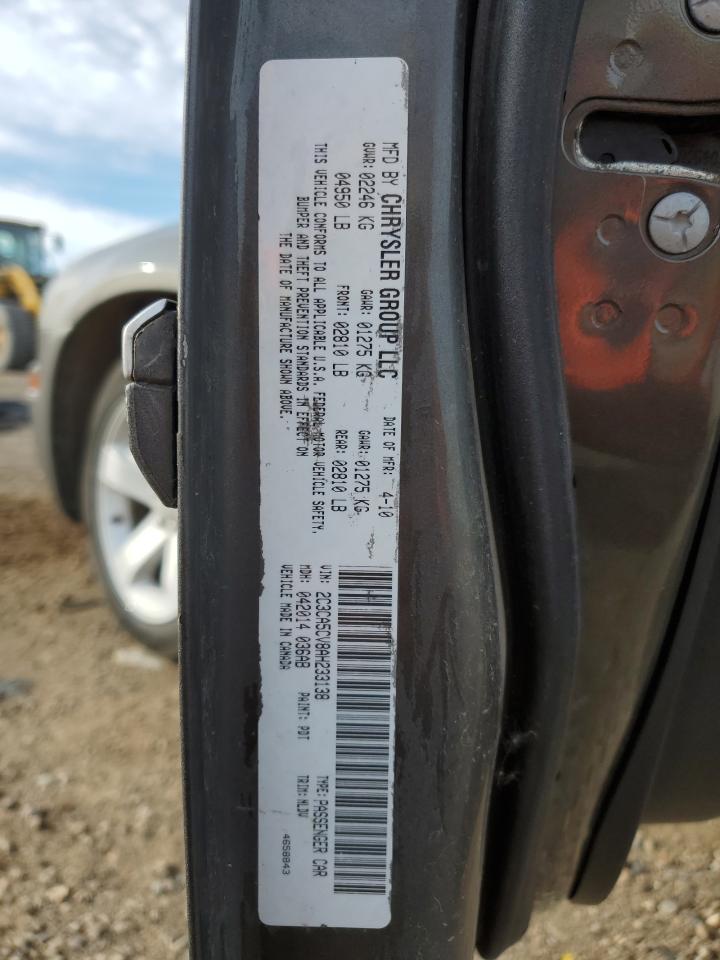 MFD BY CHRYSLER GROUP LLC DATE OF MFR: 4-10
GVWR: 02246 KG GAWR: 01275 KG GAWR: 01275 KG
04950 LB FRONT: 02810 LB REAR: 02810 LB
THIS VEHICLE CONFORMS TO ALL APPLICABLE U.S.A. FEDERAL MOTOR VEHICLE SAFETY,
BUMPER AND THEFT PREVENTION STANDARDS IN EFFECT ON
THE DATE OF MANUFACTURE SHOWN ABOVE.
VIN: 2C3CA5CV8AH233138 TYPE: PASSENGER CAR
MDH: 042014 036AB PAINT: PDT TRIM: MLDV
VEHICLE MADE IN CANADA 4658843